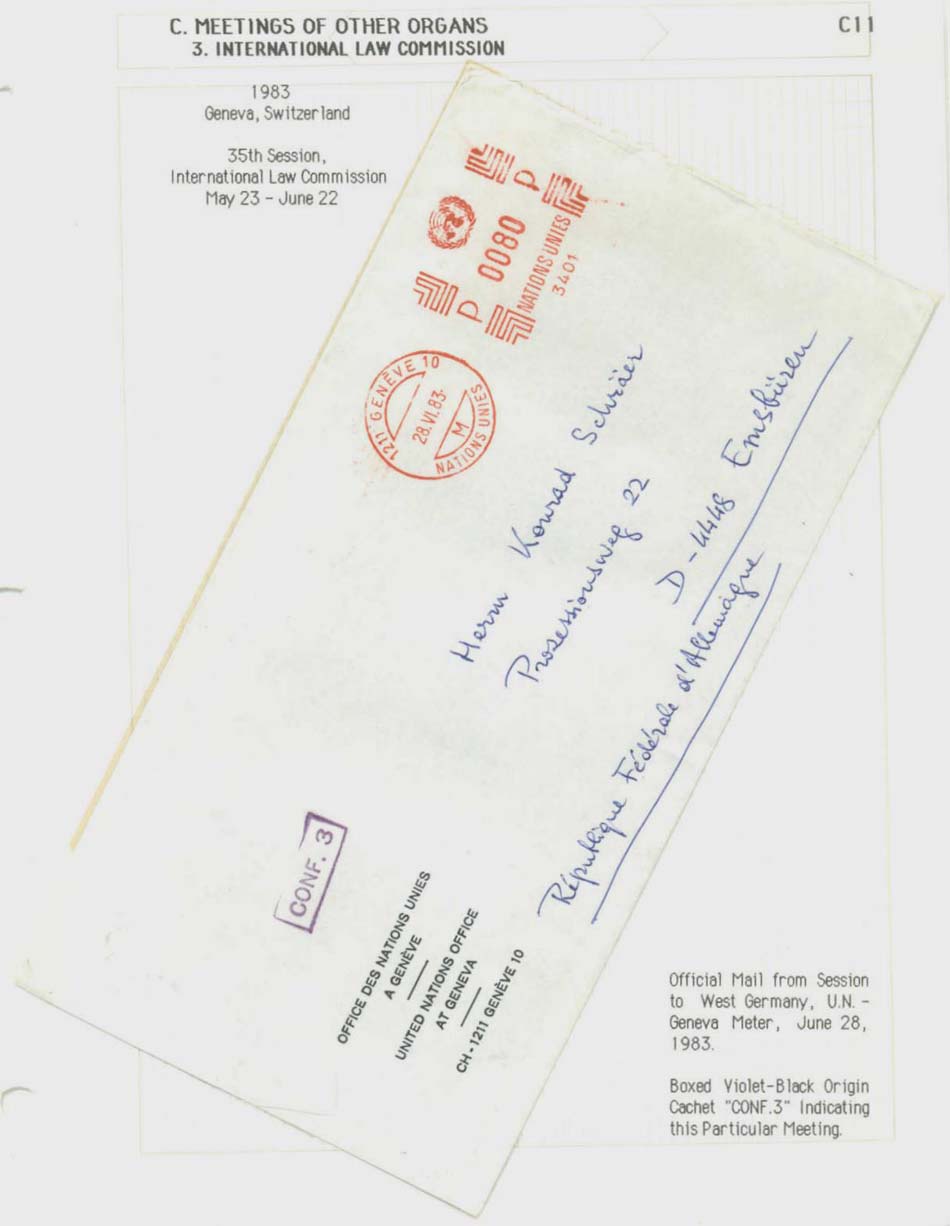 C. MEETINGS OF OTHER ORGANS
3. INTERNATIONAL LAW COMMISSION
C11
1983
Geneva, Switzerland
35th Session,
International Law Commission
May 23 - June 22
P
0080
P
NATIONS UNIES
3401
1211 GENÈVE 10
28.VI.83
M
NATIONS UNIES
Herrn Konrad Schräer
Prozessionsweg 22
D-4448 Emsbüren
République Fédérale d'Allemagne
CONF. 3
OFFICE DES NATIONS UNIES
A GENÈVE
UNITED NATIONS OFFICE
AT GENEVA
CH-1211 GENÈVE 10
Official Mail from Session
to West Germany, U.N. -
Geneva Meter, June 28,
1983.
Boxed Violet-Black Origin
Cachet "CONF.3" Indicating
this Particular Meeting.